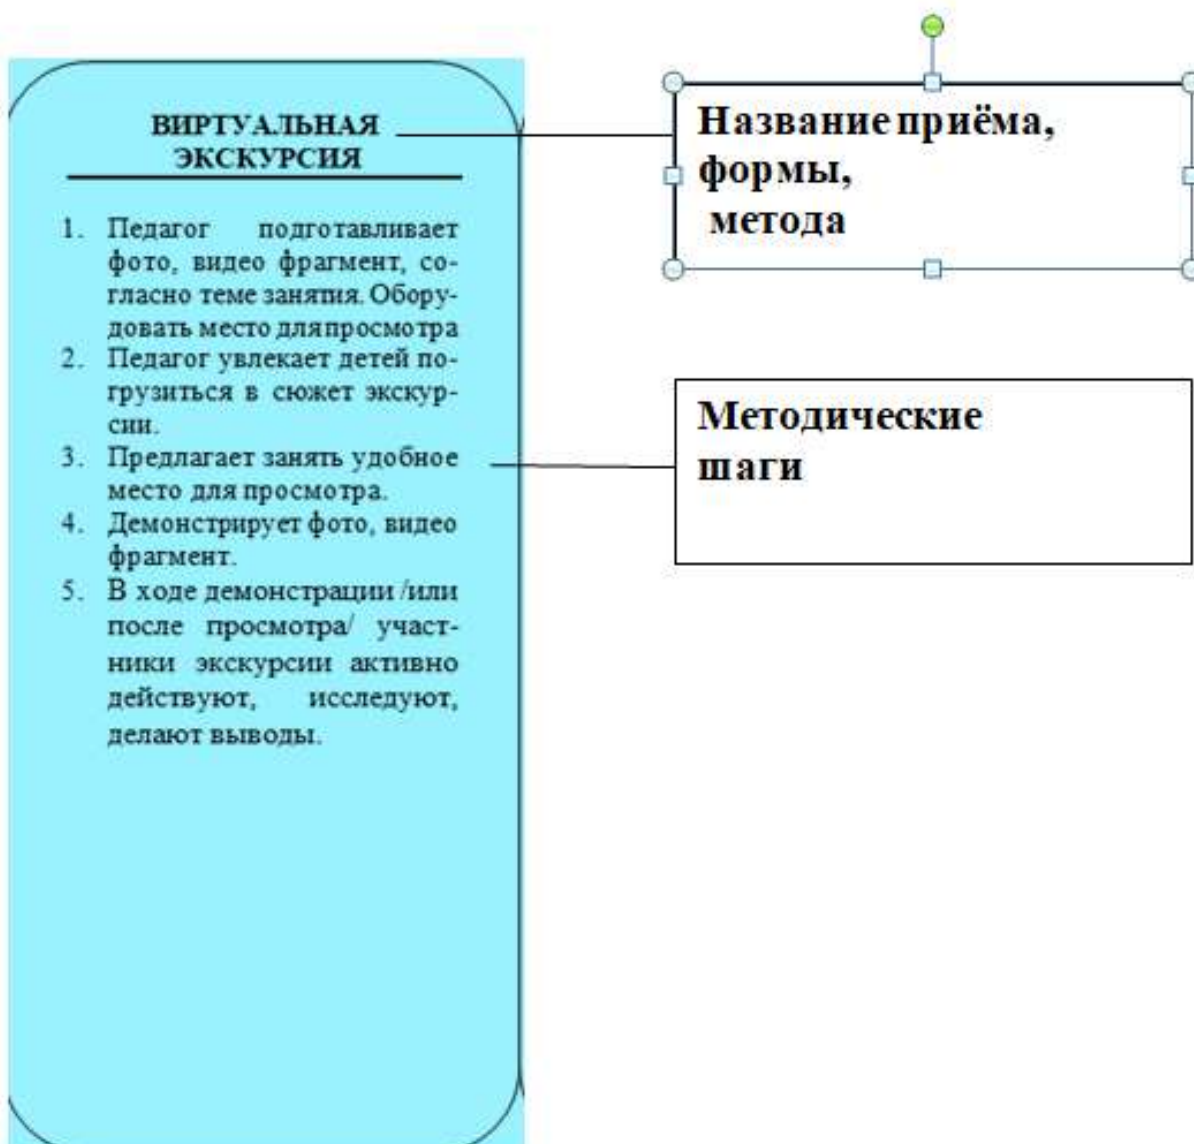 ВИРТУАЛЬНАЯ
ЭКСКУРСИЯ
1. Педагог подготавливает
фото, видео фрагмент, со-
гласно теме занятия. Обору-
довать место дляпросмотра
2. Педагог увлекает детей по-
грузиться в сюжет экскур-
сии.
3. Предлагает занять удобное
место для просмотра.
4. Демонстрирует фото, видео
фрагмент.
5. В ходе демонстрации /или
после просмотра/ участ-
ники экскурсии активно
действуют, исследуют,
делают выводы.
Название приёма,
формы,
метода
Методические
шаги